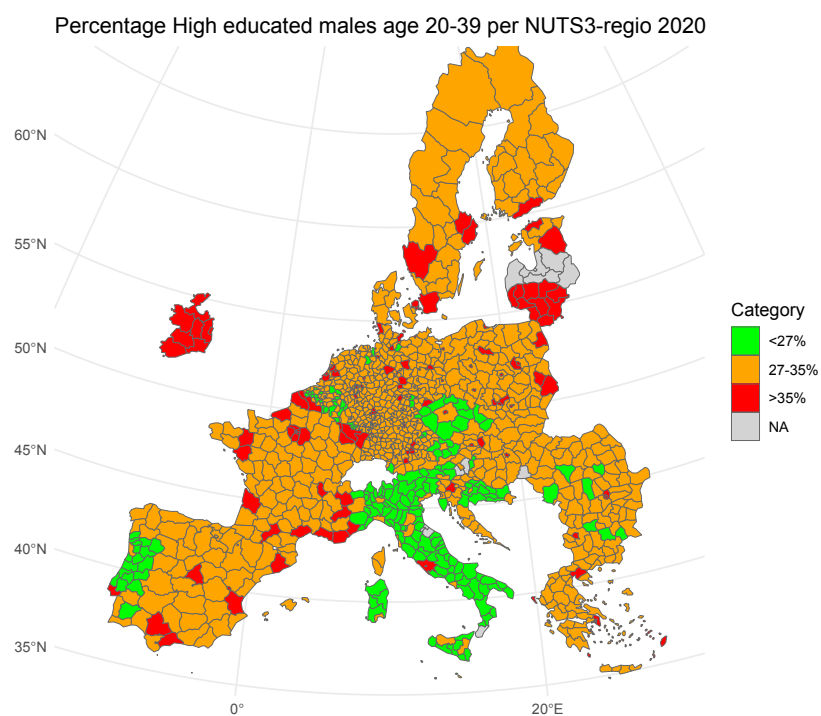 Percentage High educated males age 20-39 per NUTS3-regio 2020
60°N
55°N
50°N
45°N
40°N
35°N
0°
20°E
Category
<27%
27-35%
>35%
NA